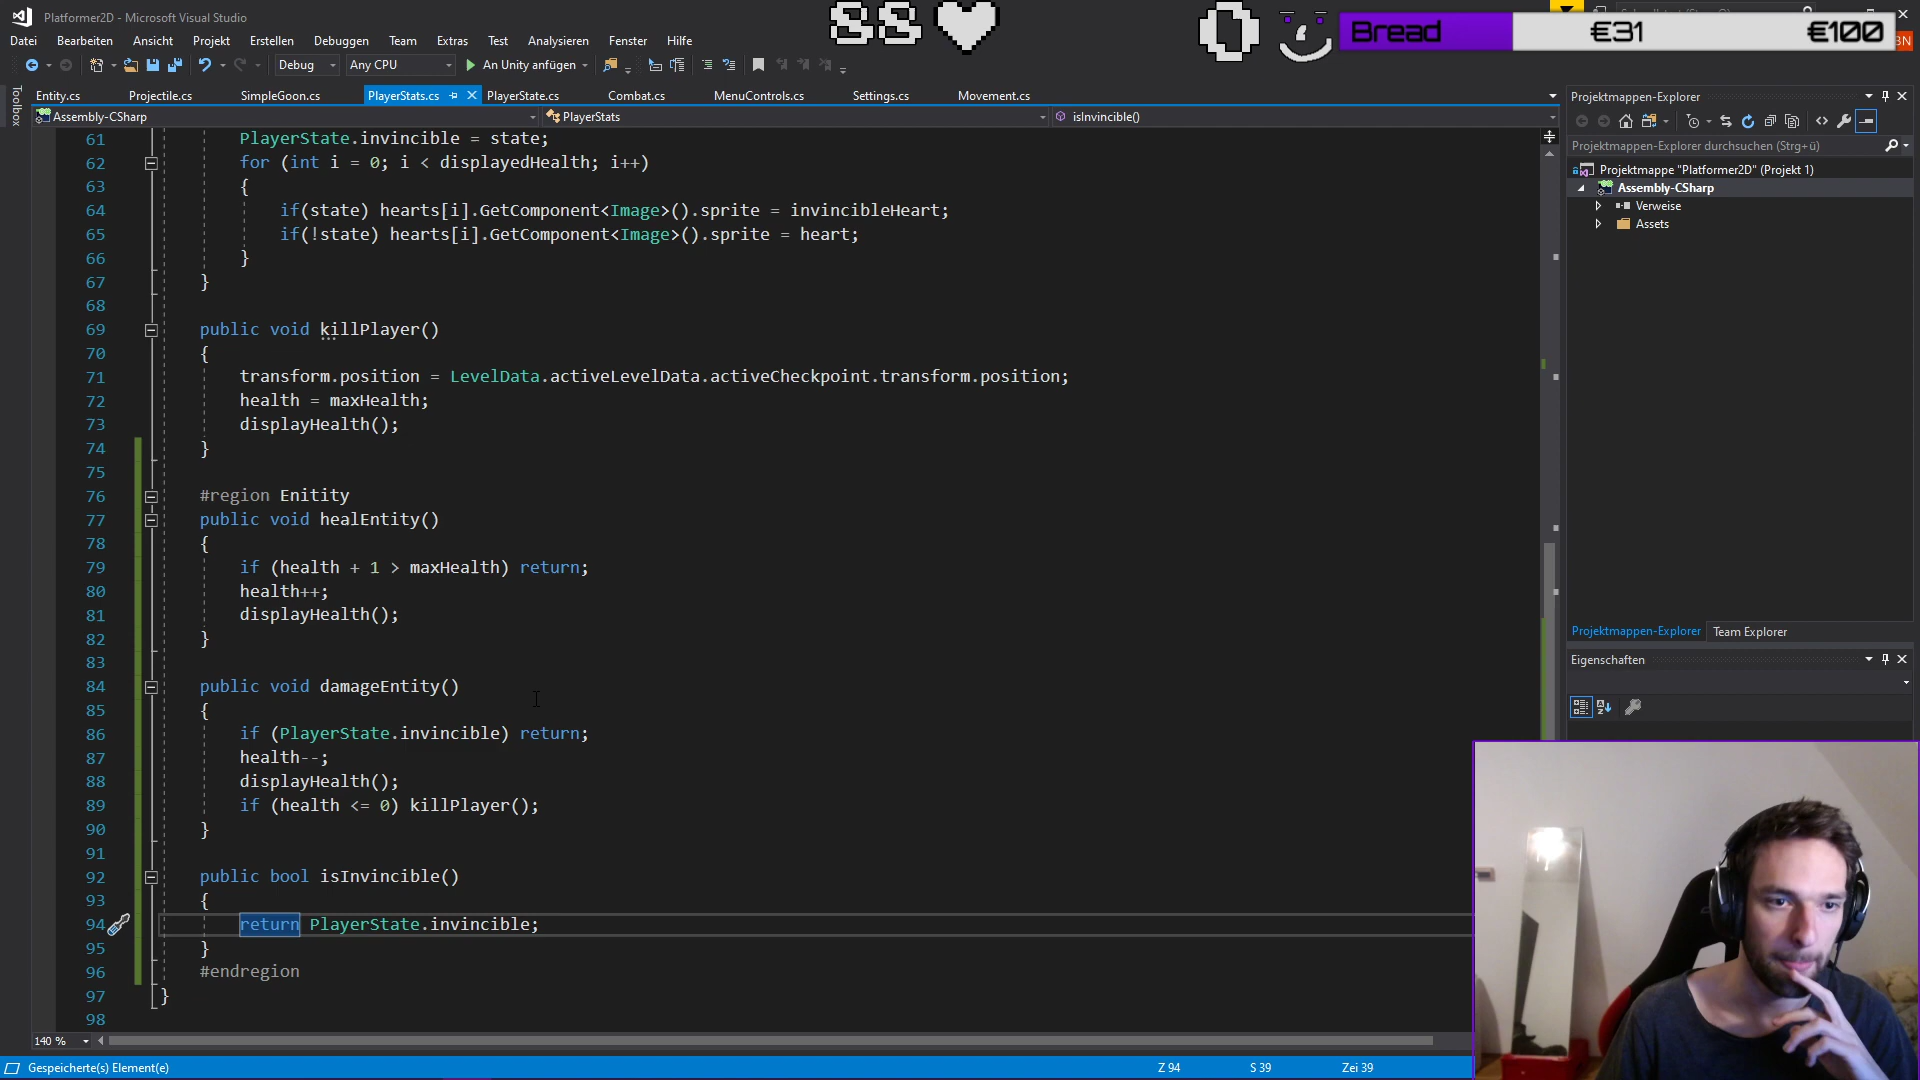 Platformer2D - Microsoft Visual Studio
Datei Bearbeiten Ansicht Projekt Erstellen Debuggen Team Extras Test Analysieren Fenster Hilfe
SS
0
Bread €31 €100
Debug Any CPU An Unity anfügen
Toolbox
Entity.cs Projectile.cs SimpleGoon.cs PlayerStats.cs PlayerState.cs Combat.cs MenuControls.cs Settings.cs Movement.cs
Assembly-CSharp PlayerStats isInvincible()
61 PlayerState.invincible = state;
62 for (int i = 0; i < displayedHealth; i++)
63 {
64 if(state) hearts[i].GetComponent<Image>().sprite = invincibleHeart;
65 if(!state) hearts[i].GetComponent<Image>().sprite = heart;
66 }
67 }
68
69 public void killPlayer()
70 {
71 transform.position = LevelData.activeLevelData.activeCheckpoint.transform.position;
72 health = maxHealth;
73 displayHealth();
74 }
75
76 #region Enitity
77 public void healEntity()
78 {
79 if (health + 1 > maxHealth) return;
80 health++;
81 displayHealth();
82 }
83
84 public void damageEntity()
85 {
86 if (PlayerState.invincible) return;
87 health--;
88 displayHealth();
89 if (health <= 0) killPlayer();
90 }
91
92 public bool isInvincible()
93 {
94 return PlayerState.invincible;
95 }
96 #endregion
97 }
98
140 %
Gespeicherte(s) Element(e) Z 94 S 39 Zei 39
Projektmappen-Explorer
Projektmappen-Explorer durchsuchen (Strg+ü)
Projektmappe "Platformer2D" (Projekt 1)
Assembly-CSharp
Verweise
Assets
Projektmappen-Explorer Team Explorer
Eigenschaften